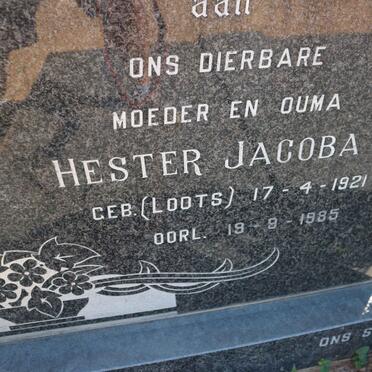 aan
ONS DIERBARE
MOEDER EN OUMA
HESTER JACOBA
GEB. (LOOTS) 17-4-1921
OORL. 19-9-1985
ONS S